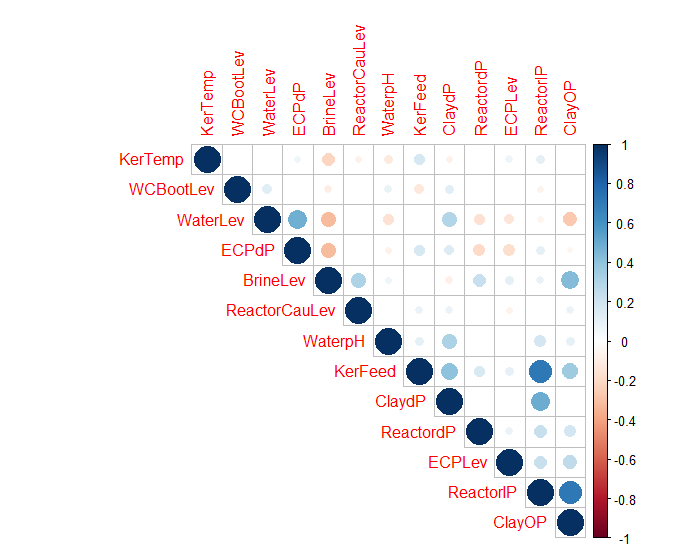 KerTemp
WCBootLev
WaterLev
ECPdP
BrineLev
ReactorCauLev
WaterpH
KerFeed
ClaydP
ReactordP
ECPLev
ReactorIP
ClayOP
KerTemp
WCBootLev
WaterLev
ECPdP
BrineLev
ReactorCauLev
WaterpH
KerFeed
ClaydP
ReactordP
ECPLev
ReactorIP
ClayOP
1
0.8
0.6
0.4
0.2
0
-0.2
-0.4
-0.6
-0.8
-1